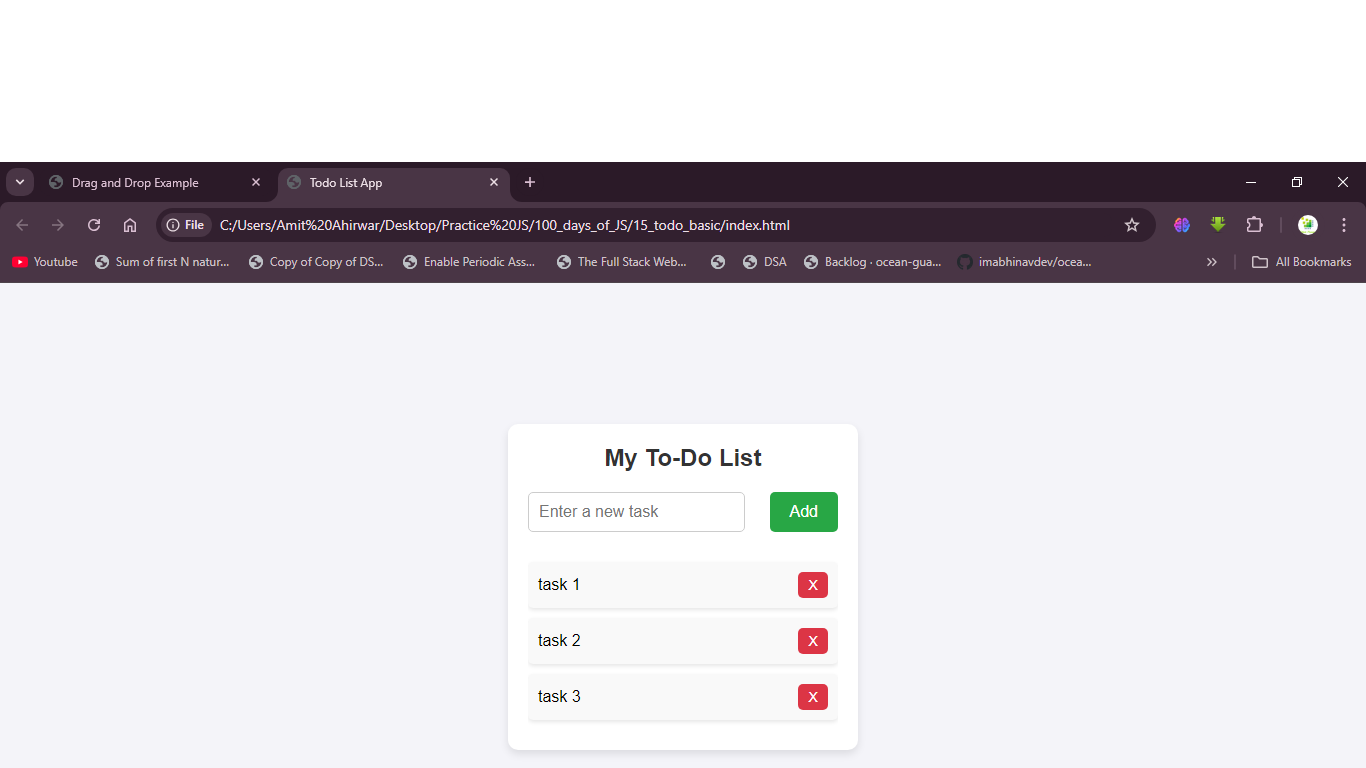 Drag and Drop Example
Todo List App
File
C:/Users/Amit%20Ahirwar/Desktop/Practice%20JS/100_days_of_JS/15_todo_basic/index.html
Youtube
Sum of first N natur...
Copy of Copy of DS...
Enable Periodic Ass...
The Full Stack Web...
DSA
Backlog · ocean-gua...
imabhinavdev/ocea...
All Bookmarks
My To-Do List
Enter a new task
Add
task 1
X
task 2
X
task 3
X